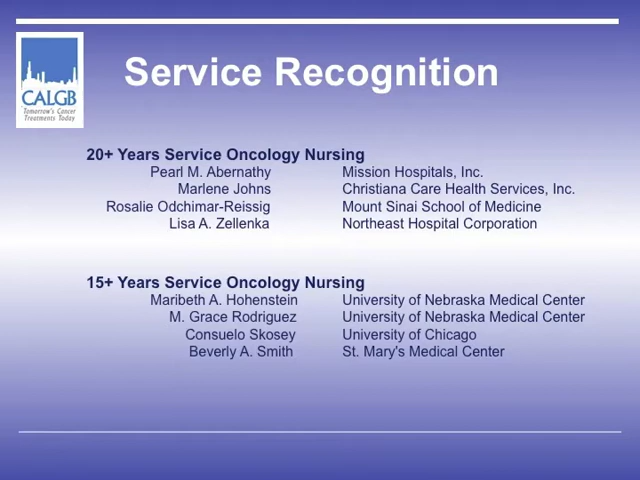 CALGB
Tomorrow's Cancer
Treatments Today
Service Recognition
20+ Years Service Oncology Nursing
Pearl M. Abernathy Mission Hospitals, Inc.
Marlene Johns Christiana Care Health Services, Inc.
Rosalie Odchimar-Reissig Mount Sinai School of Medicine
Lisa A. Zellenka Northeast Hospital Corporation
15+ Years Service Oncology Nursing
Maribeth A. Hohenstein University of Nebraska Medical Center
M. Grace Rodriguez University of Nebraska Medical Center
Consuelo Skosey University of Chicago
Beverly A. Smith St. Mary's Medical Center